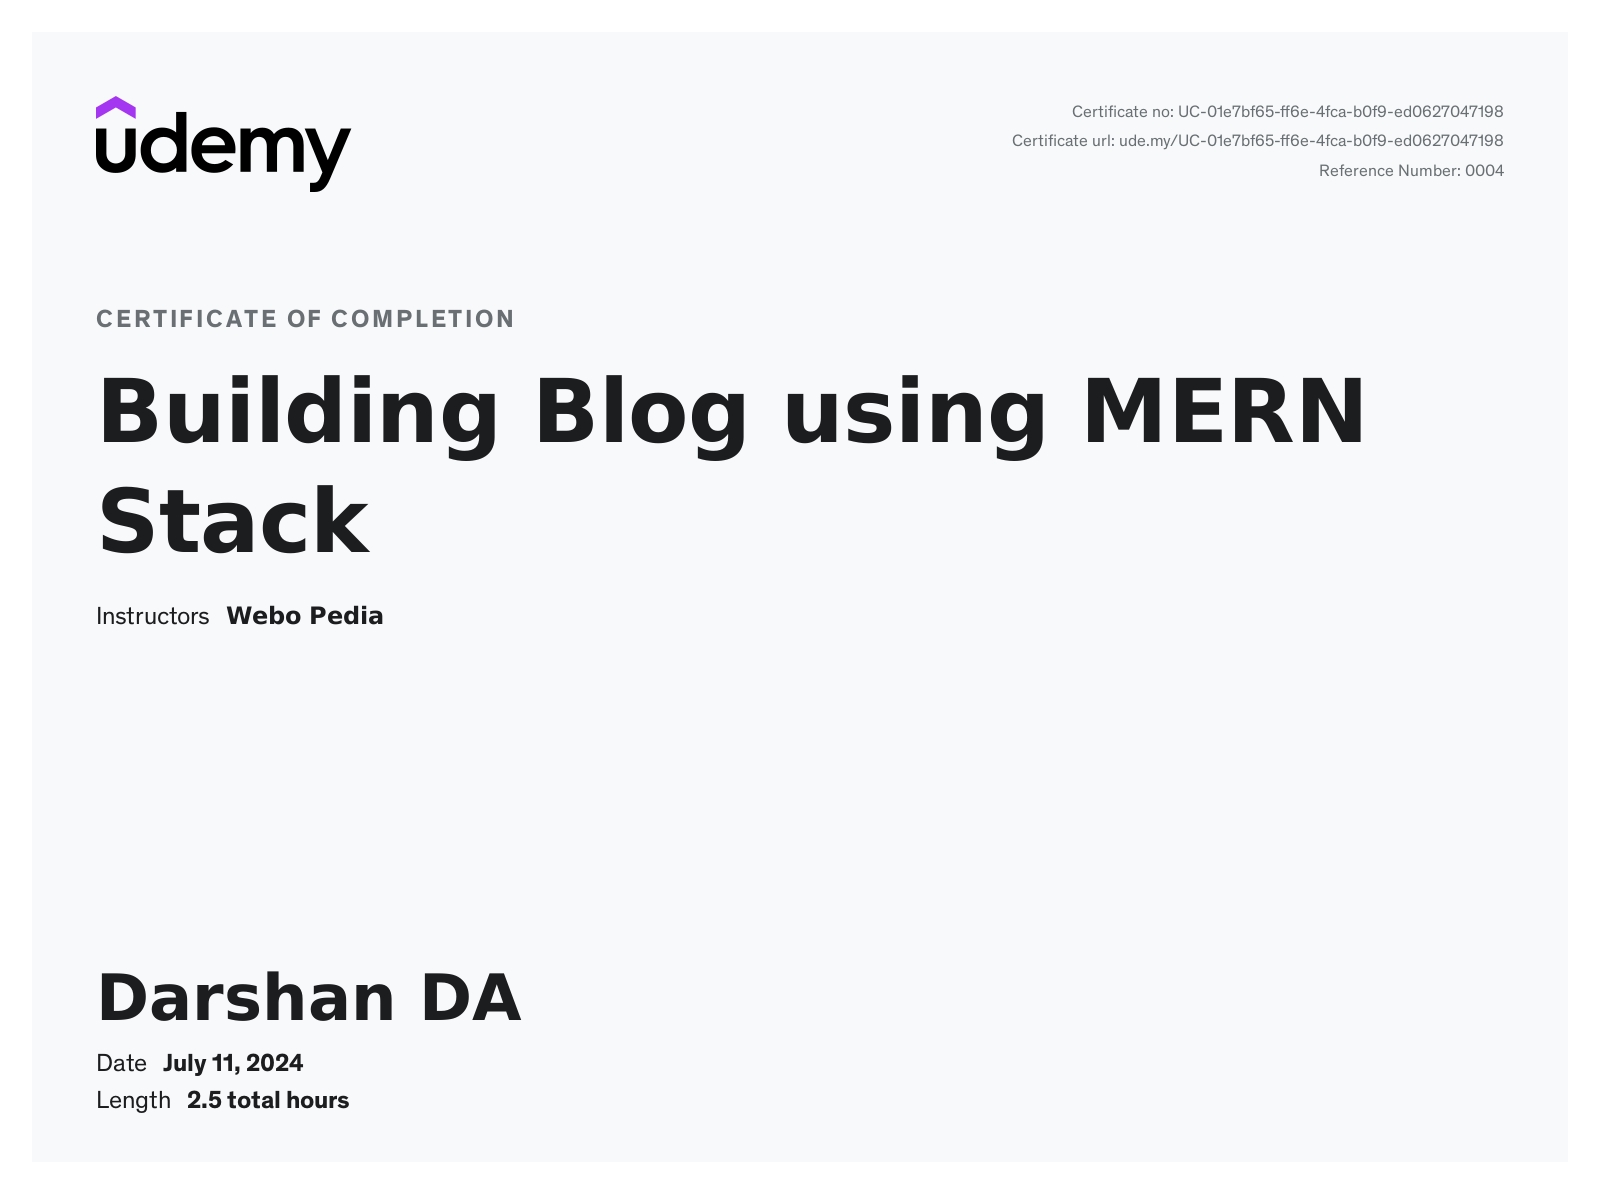 udemy
Certificate no: UC-01e7bf65-ff6e-4fca-b0f9-ed0627047198
Certificate url: ude.my/UC-01e7bf65-ff6e-4fca-b0f9-ed0627047198
Reference Number: 0004
CERTIFICATE OF COMPLETION
Building Blog using MERN
Stack
Instructors Webo Pedia
Darshan DA
Date July 11, 2024
Length 2.5 total hours